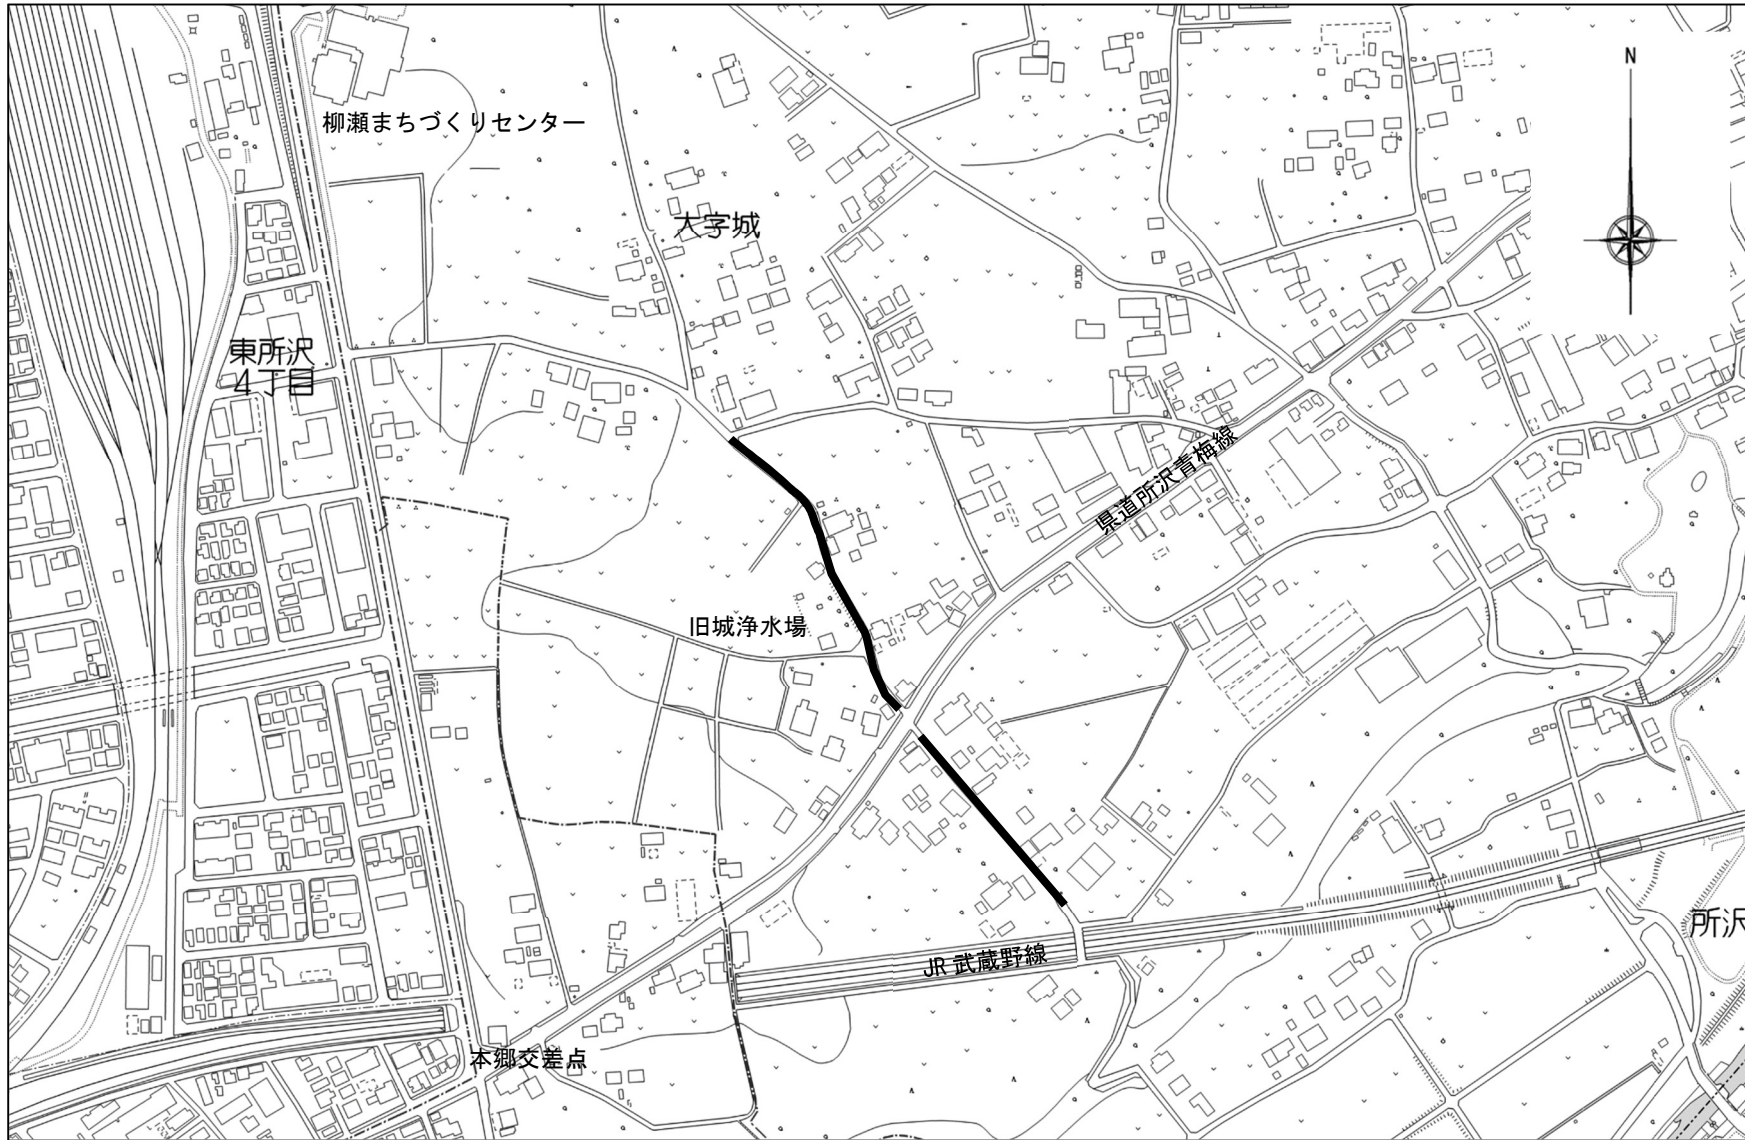 N
柳瀬まちづくりセンター
大字城
東所沢
4丁目
県道所沢青梅線
旧城浄水場
所沢
JR 武蔵野線
本郷交差点